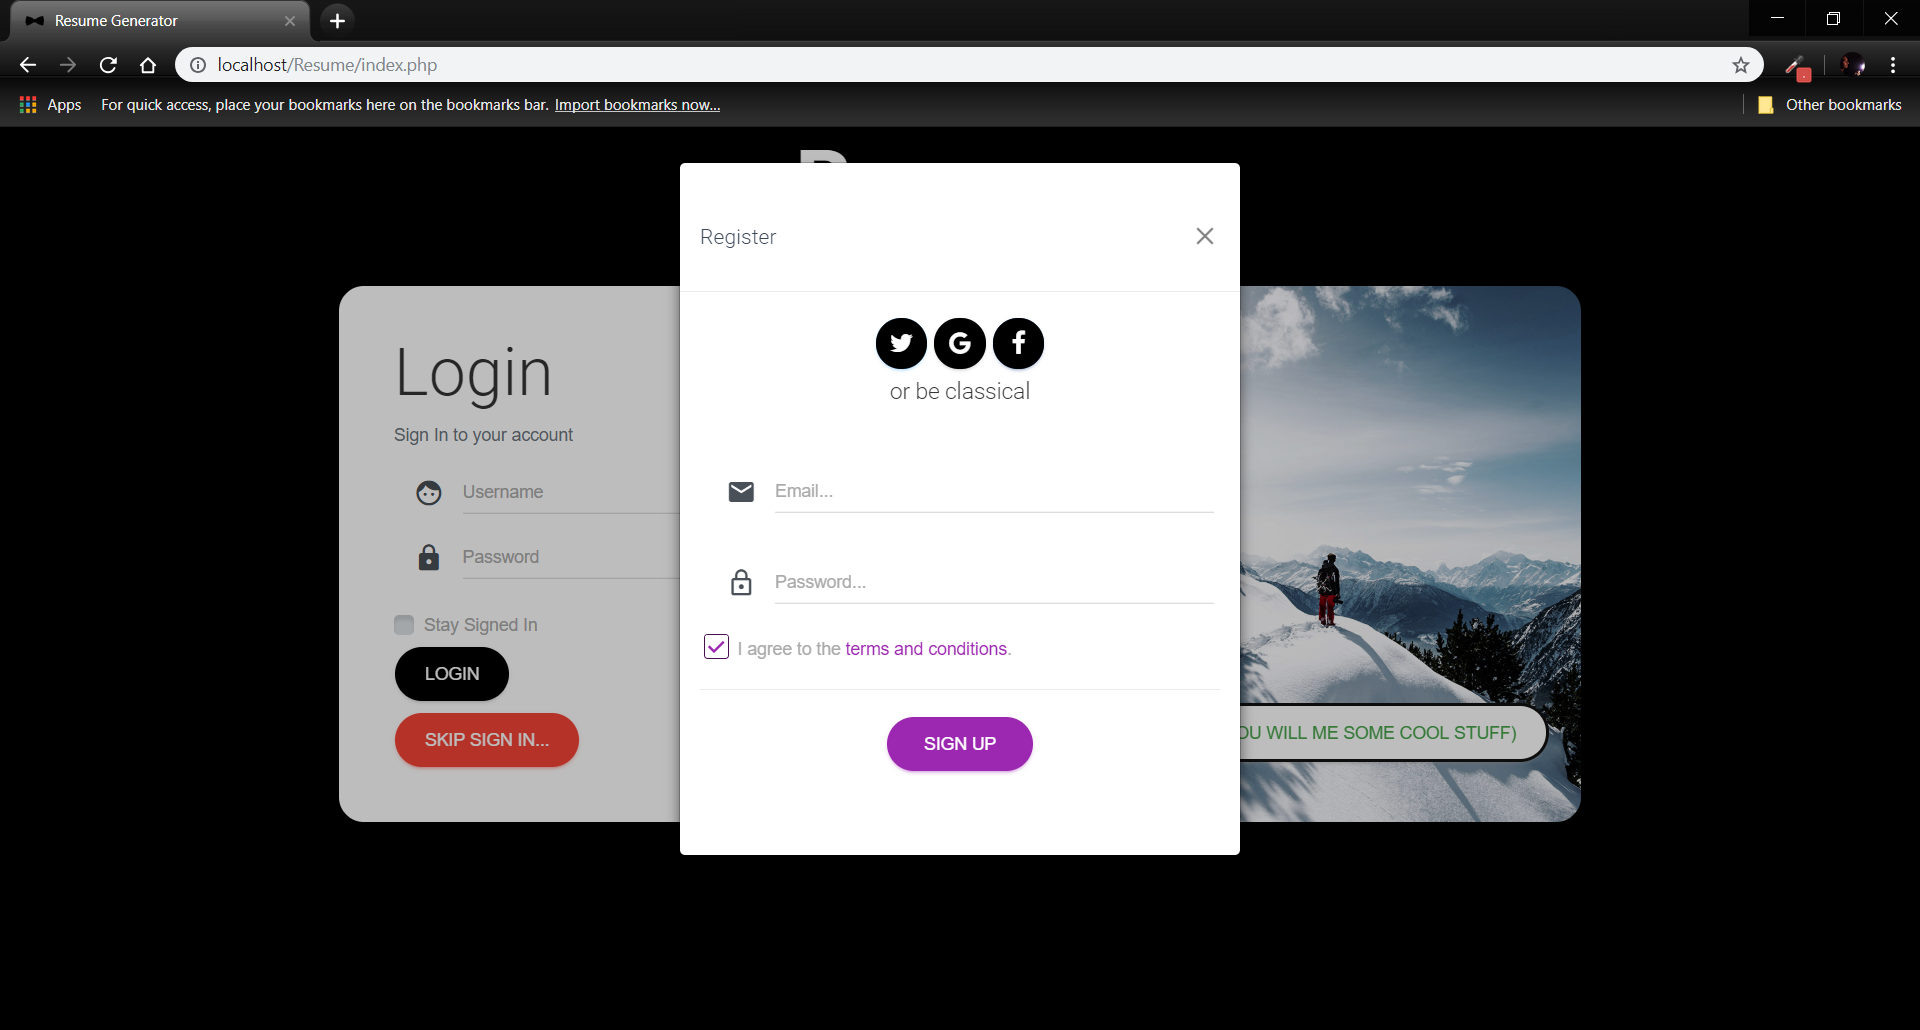 Resume Generator
localhost/Resume/index.php
Apps For quick access, place your bookmarks here on the bookmarks bar. Import bookmarks now... Other bookmarks
Register
G f
or be classical
Email...
Password...
I agree to the terms and conditions.
SIGN UP
Login
Sign In to your account
Username
Password
Stay Signed In
LOGIN
SKIP SIGN IN...
WILL ME SOME COOL STUFF)